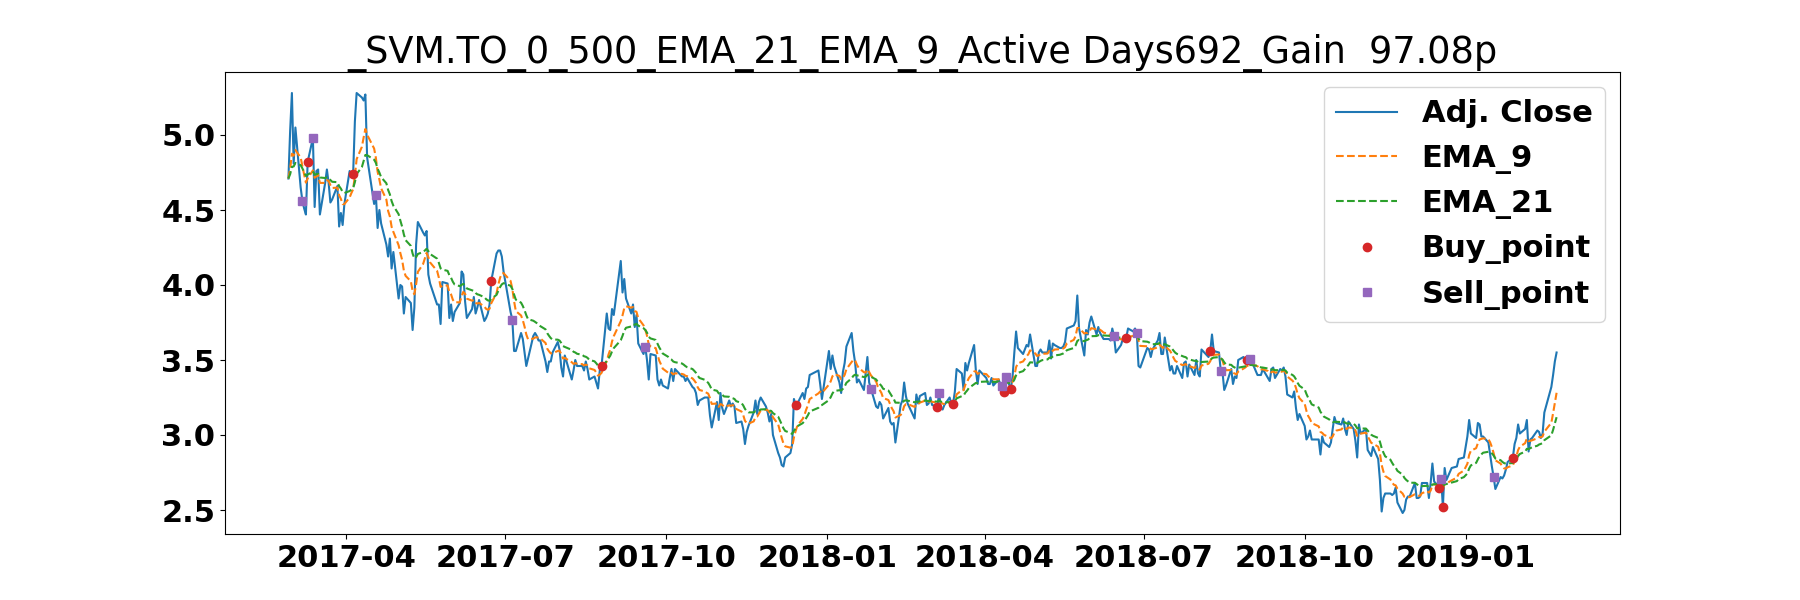 _SVM.TO_0_500_EMA_21_EMA_9_Active Days692_Gain  97.08p
Adj. Close
EMA_9
EMA_21
Buy_point
Sell_point
5.0
4.5
4.0
3.5
3.0
2.5
2017-04 2017-07 2017-10 2018-01 2018-04 2018-07 2018-10 2019-01